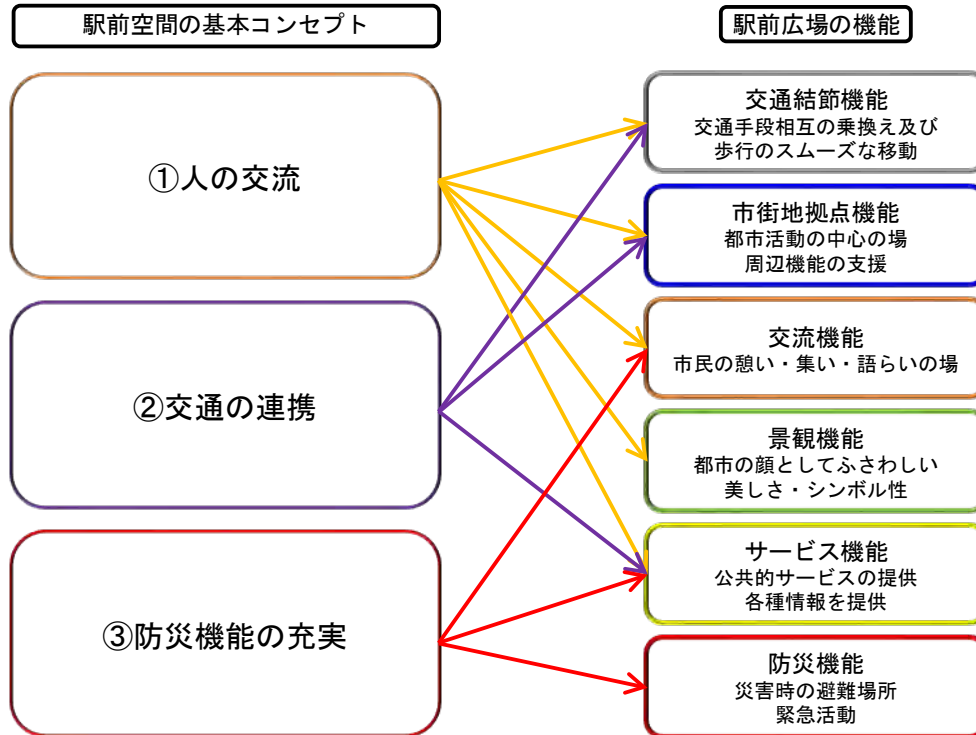 駅前空間の基本コンセプト
①人の交流
②交通の連携
③防災機能の充実
駅前広場の機能
交通結節機能
交通手段相互の乗換え及び
歩行のスムーズな移動
市街地拠点機能
都市活動の中心の場
周辺機能の支援
交流機能
市民の憩い・集い・語らいの場
景観機能
都市の顔としてふさわしい
美しさ・シンボル性
サービス機能
公共的サービスの提供
各種情報を提供
防災機能
災害時の避難場所
緊急活動